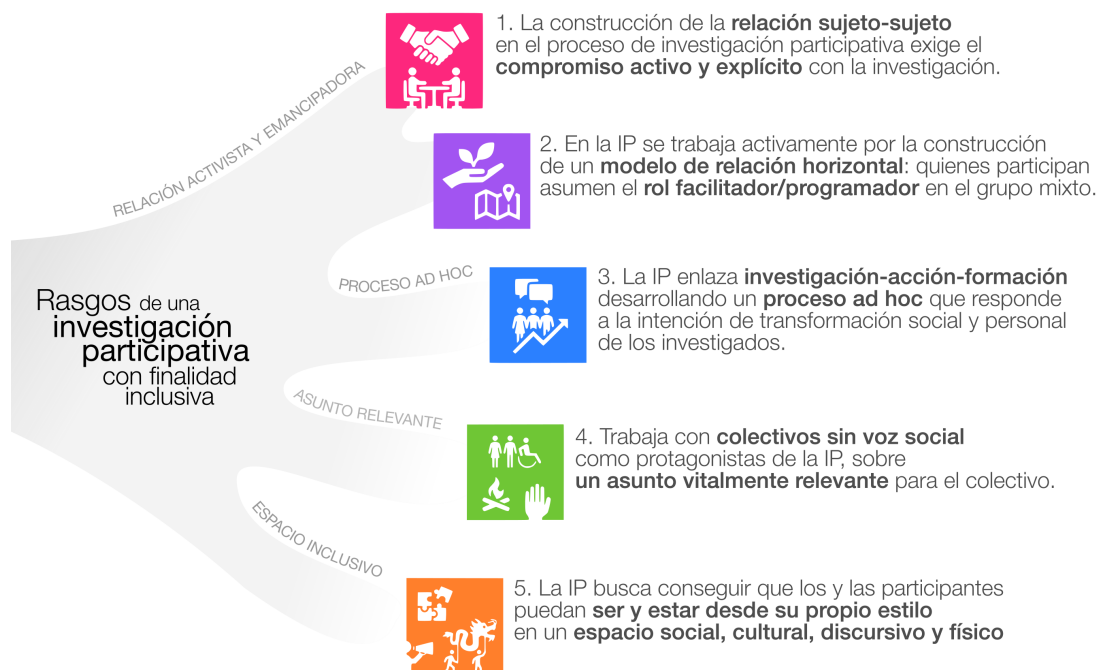 Rasgos de una
investigación
participativa
con finalidad
inclusiva
RELACIÓN ACTIVISTA Y EMANCIPADORA
1. La construcción de la relación sujeto-sujeto
en el proceso de investigación participativa exige el
compromiso activo y explícito con la investigación.
2. En la IP se trabaja activamente por la construcción
de un modelo de relación horizontal: quienes participan
asumen el rol facilitador/programador en el grupo mixto.
PROCESO AD HOC
3. La IP enlaza investigación-acción-formación
desarrollando un proceso ad hoc que responde
a la intención de transformación social y personal
de los investigados.
ASUNTO RELEVANTE
4. Trabaja con colectivos sin voz social
como protagonistas de la IP, sobre
un asunto vitalmente relevante para el colectivo.
ESPACIO INCLUSIVO
5. La IP busca conseguir que los y las participantes
puedan ser y estar desde su propio estilo
en un espacio social, cultural, discursivo y físico